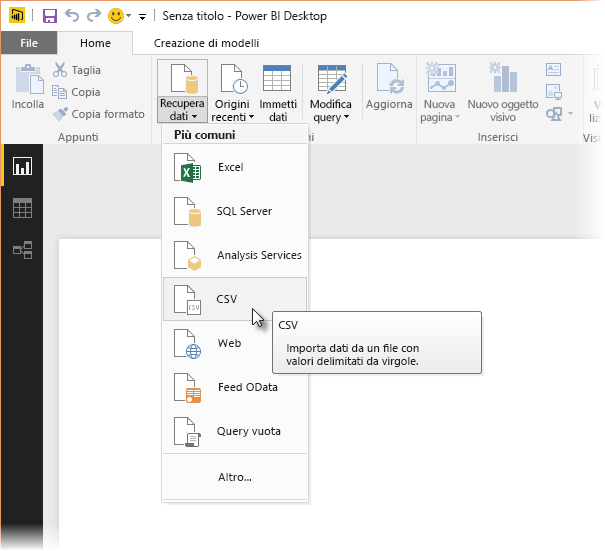 Senza titolo - Power BI Desktop
File
Home
Creazione di modelli
Incolla
Taglia
Copia
Copia formato
Appunti
Recupera dati
Origini recenti
Immetti dati
Modifica query
Aggiorna
Nuova pagina
Nuovo oggetto visivo
Inserisci
Più comuni
Excel
SQL Server
Analysis Services
CSV
CSV
Importa dati da un file con
valori delimitati da virgole.
Web
Feed OData
Query vuota
Altro...